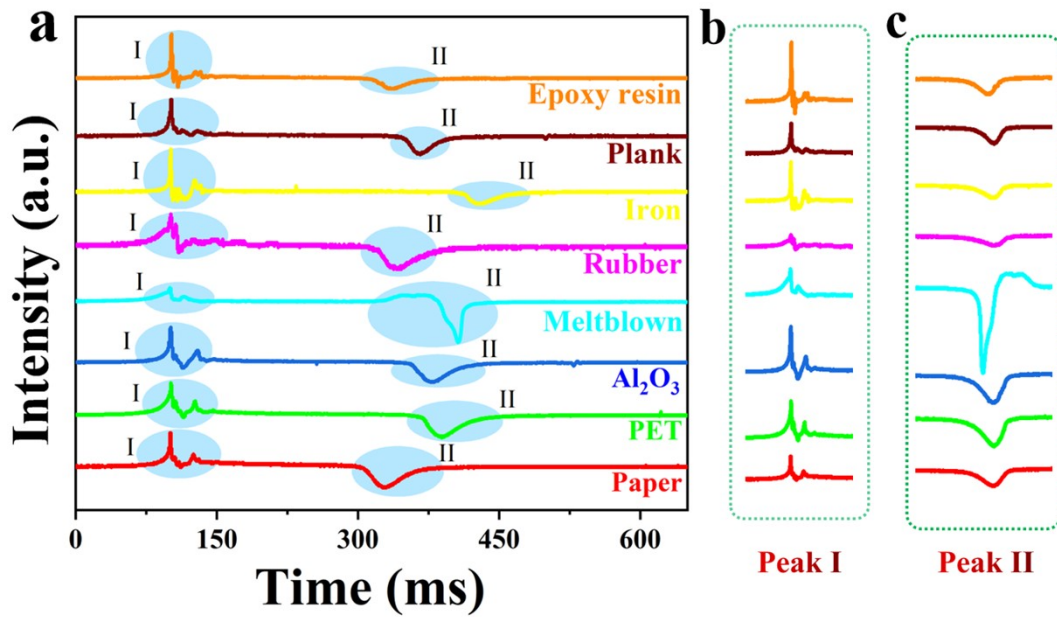 a
Intensity (a.u.)
I
II
Epoxy resin
I
II
Plank
I
II
Iron
I
II
Rubber
I
II
Meltblown
I
II
Al₂O₃
I
II
PET
I
II
Paper
0 150 300 450 600
Time (ms)
b
Peak I
c
Peak II